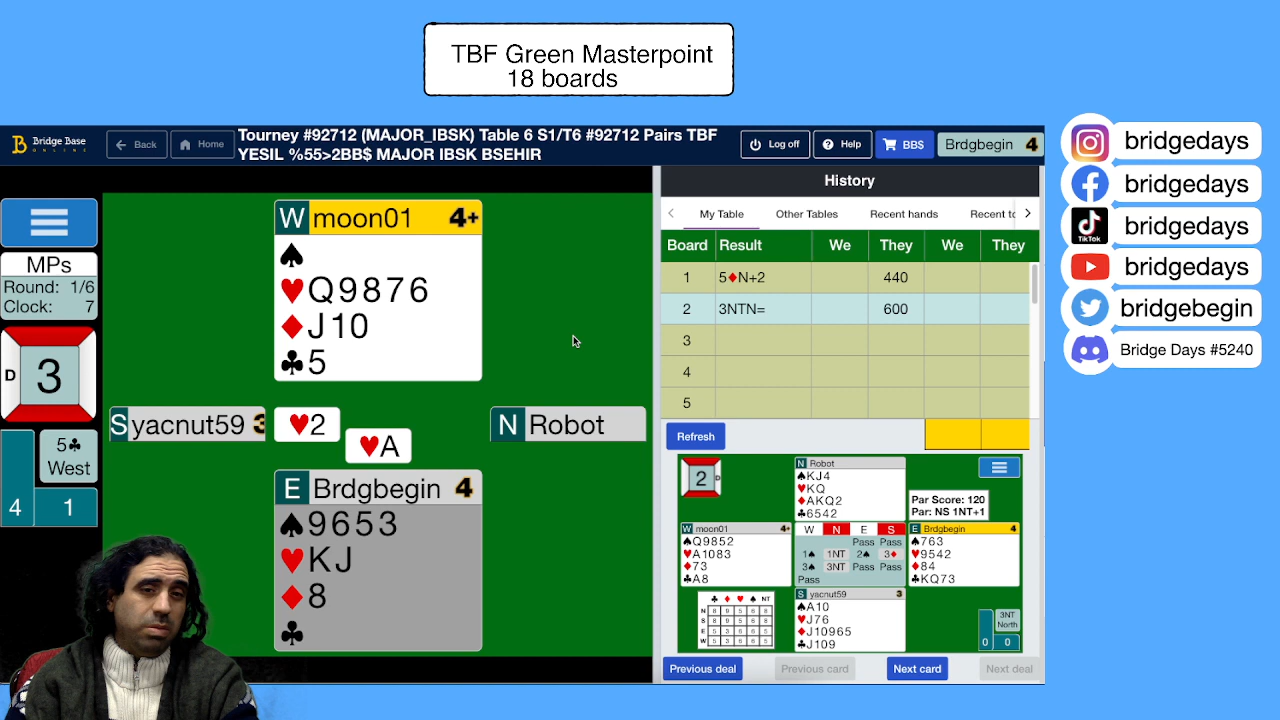 TBF Green Masterpoint
18 boards
Bridge Base
ONLINE
Back
Home
Tourney #92712 (MAJOR_IBSK) Table 6 S1/T6 #92712 Pairs TBF
YESIL %55>2BB$ MAJOR IBSK BSEHIR
Log off
Help
BB$
Brdgbegin 4
MPs
Round: 1/6
Clock: 7
D 3
5♣
West
4 1
W moon01 4+
♠
♥Q9876
♦J10
♣5
S yacnut59 3
♥2
♥A
N Robot
E Brdgbegin 4
♠9653
♥KJ
♦8
♣
History
My Table Other Tables Recent hands Recent to
Board Result We They We They
1 5♦N+2 440
2 3NTN= 600
3
4
5
Refresh
2 D
N Robot
♠KJ4
♥KQ
♦AKQ2
♣6542
Par Score: 120
Par: NS 1NT+1
W moon01 4+
♠Q9852
♥A1083
♦73
♣A8
W N E S
Pass Pass
1♠ 1NT 2♠ 3♦
3♠ 3NT Pass Pass
Pass
E Brdgbegin 4
♠763
♥9542
♦84
♣KQ73
S yacnut59 3
♠A10
♥J76
♦J10965
♣J109
3NT
North
0 0
Previous deal
Previous card
Next card
Next deal
bridgedays
bridgedays
TikTok
bridgedays
bridgedays
bridgebegin
Bridge Days #5240